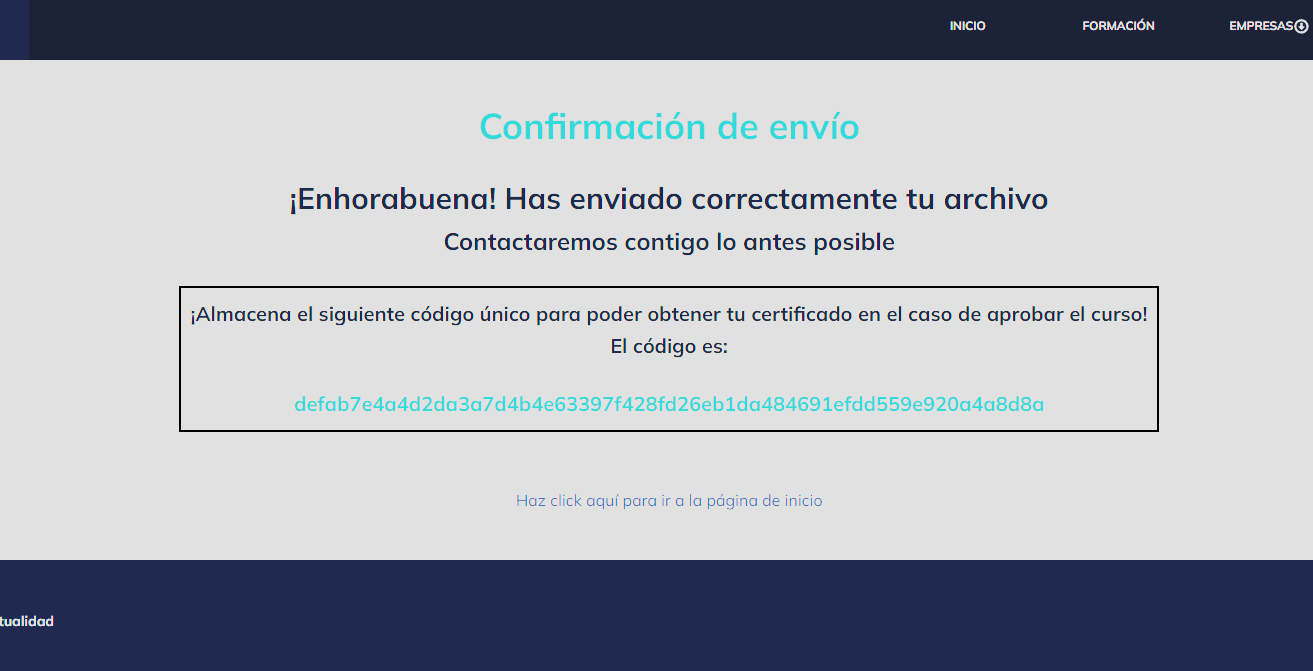 INICIO FORMACIÓN EMPRESAS
Confirmación de envío
¡Enhorabuena! Has enviado correctamente tu archivo
Contactaremos contigo lo antes posible
¡Almacena el siguiente código único para poder obtener tu certificado en el caso de aprobar el curso!
El código es:
defab7e4a4d2da3a7d4b4e63397f428fd26eb1da484691efdd559e920a4a8d8a
Haz click aquí para ir a la página de inicio
tualidad